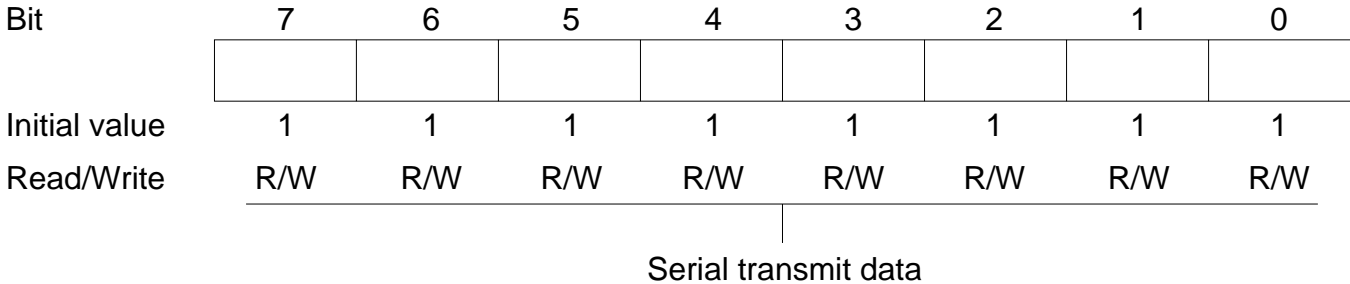 Bit 7 6 5 4 3 2 1 0
Initial value 1 1 1 1 1 1 1 1
Read/Write R/W R/W R/W R/W R/W R/W R/W R/W
Serial transmit data